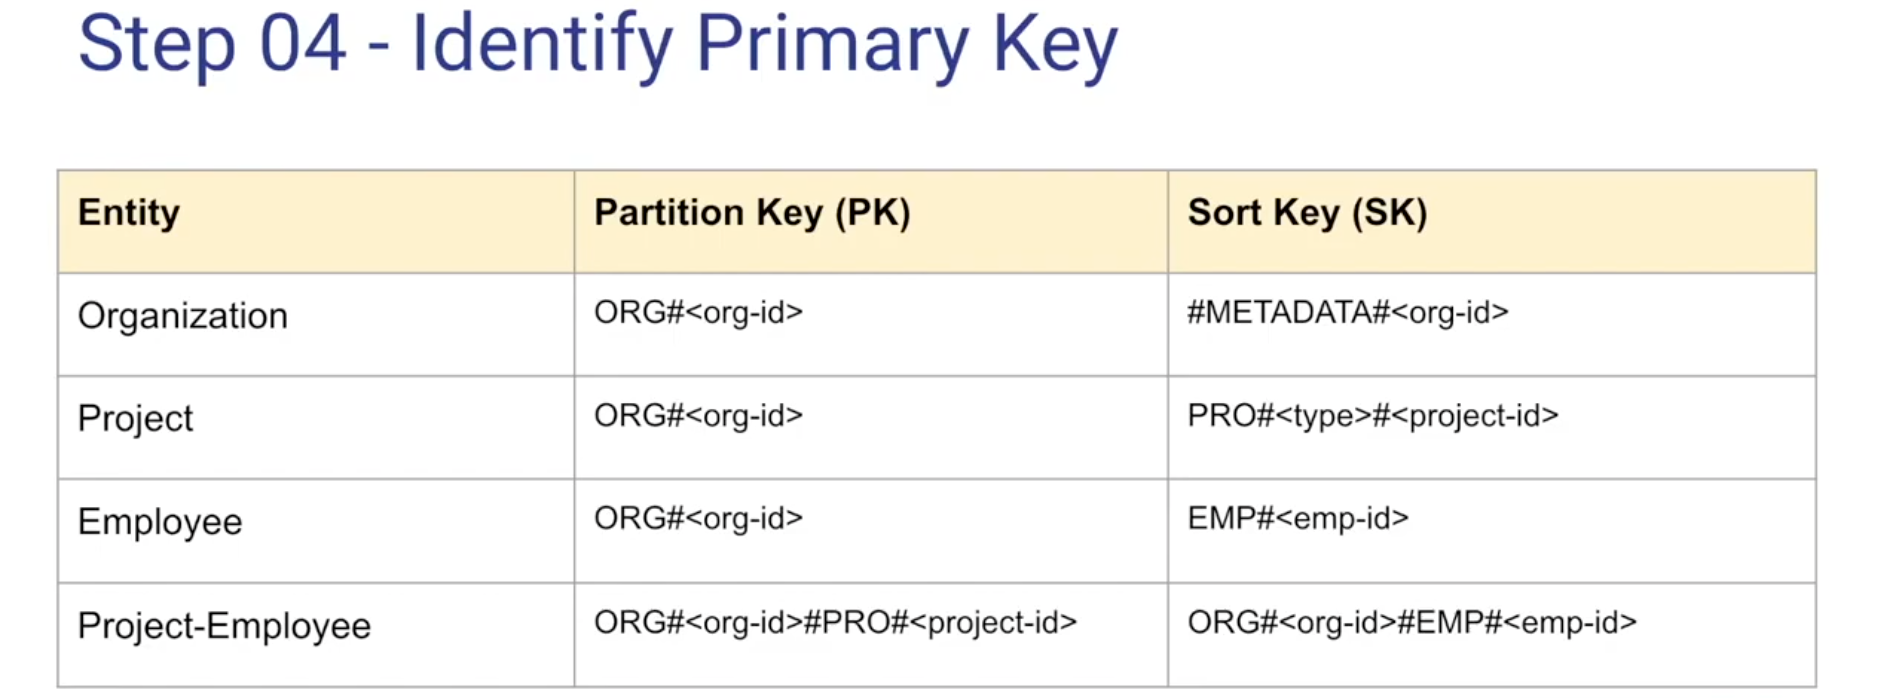 Step 04 - Identify Primary Key
Entity Partition Key (PK) Sort Key (SK)
Organization ORG#<org-id> #METADATA#<org-id>
Project ORG#<org-id> PRO#<type>#<project-id>
Employee ORG#<org-id> EMP#<emp-id>
Project-Employee ORG#<org-id>#PRO#<project-id> ORG#<org-id>#EMP#<emp-id>